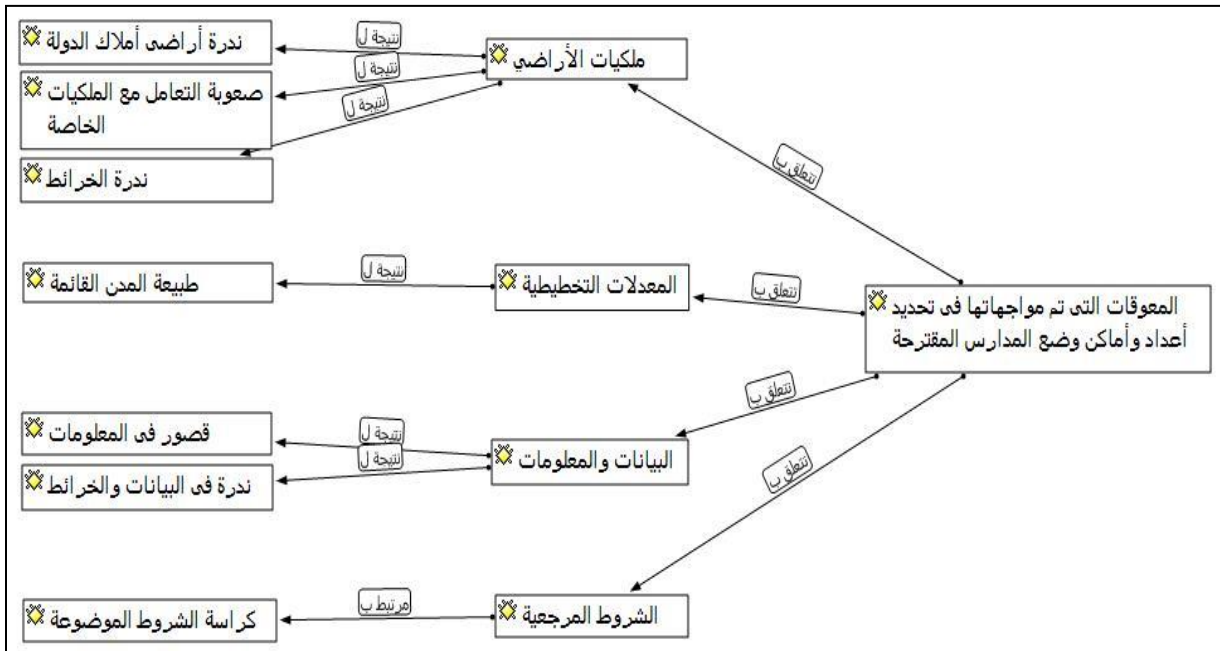 المعوقات التى تم مواجهاتها فى تحديد
أعداد وأماكن وضع المدارس المقترحة
تتعلق ب
ملكيات الأراضي
نتيجة ل
ندرة أراضى أملاك الدولة
نتيجة ل
صعوبة التعامل مع الملكيات
الخاصة
نتيجة ل
ندرة الخرائط
تتعلق ب
المعدلات التخطيطية
نتيجة ل
طبيعة المدن القائمة
تتعلق ب
البيانات والمعلومات
نتيجة ل
قصور فى المعلومات
نتيجة ل
ندرة فى البيانات والخرائط
تتعلق ب
الشروط المرجعية
مرتبط ب
كراسة الشروط الموضوعة